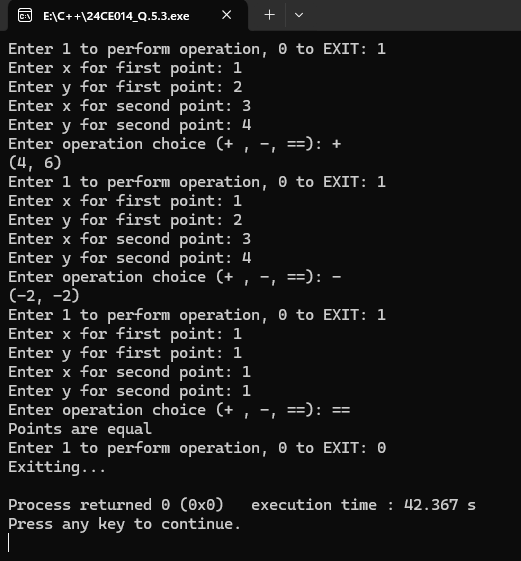 E:\C++\24CE014_Q.5.3.exe
Enter 1 to perform operation, 0 to EXIT: 1
Enter x for first point: 1
Enter y for first point: 2
Enter x for second point: 3
Enter y for second point: 4
Enter operation choice (+ , -, ==): +
(4, 6)
Enter 1 to perform operation, 0 to EXIT: 1
Enter x for first point: 1
Enter y for first point: 2
Enter x for second point: 3
Enter y for second point: 4
Enter operation choice (+ , -, ==): -
(-2, -2)
Enter 1 to perform operation, 0 to EXIT: 1
Enter x for first point: 1
Enter y for first point: 1
Enter x for second point: 1
Enter y for second point: 1
Enter operation choice (+ , -, ==): ==
Points are equal
Enter 1 to perform operation, 0 to EXIT: 0
Exitting...
Process returned 0 (0x0)   execution time : 42.367 s
Press any key to continue.